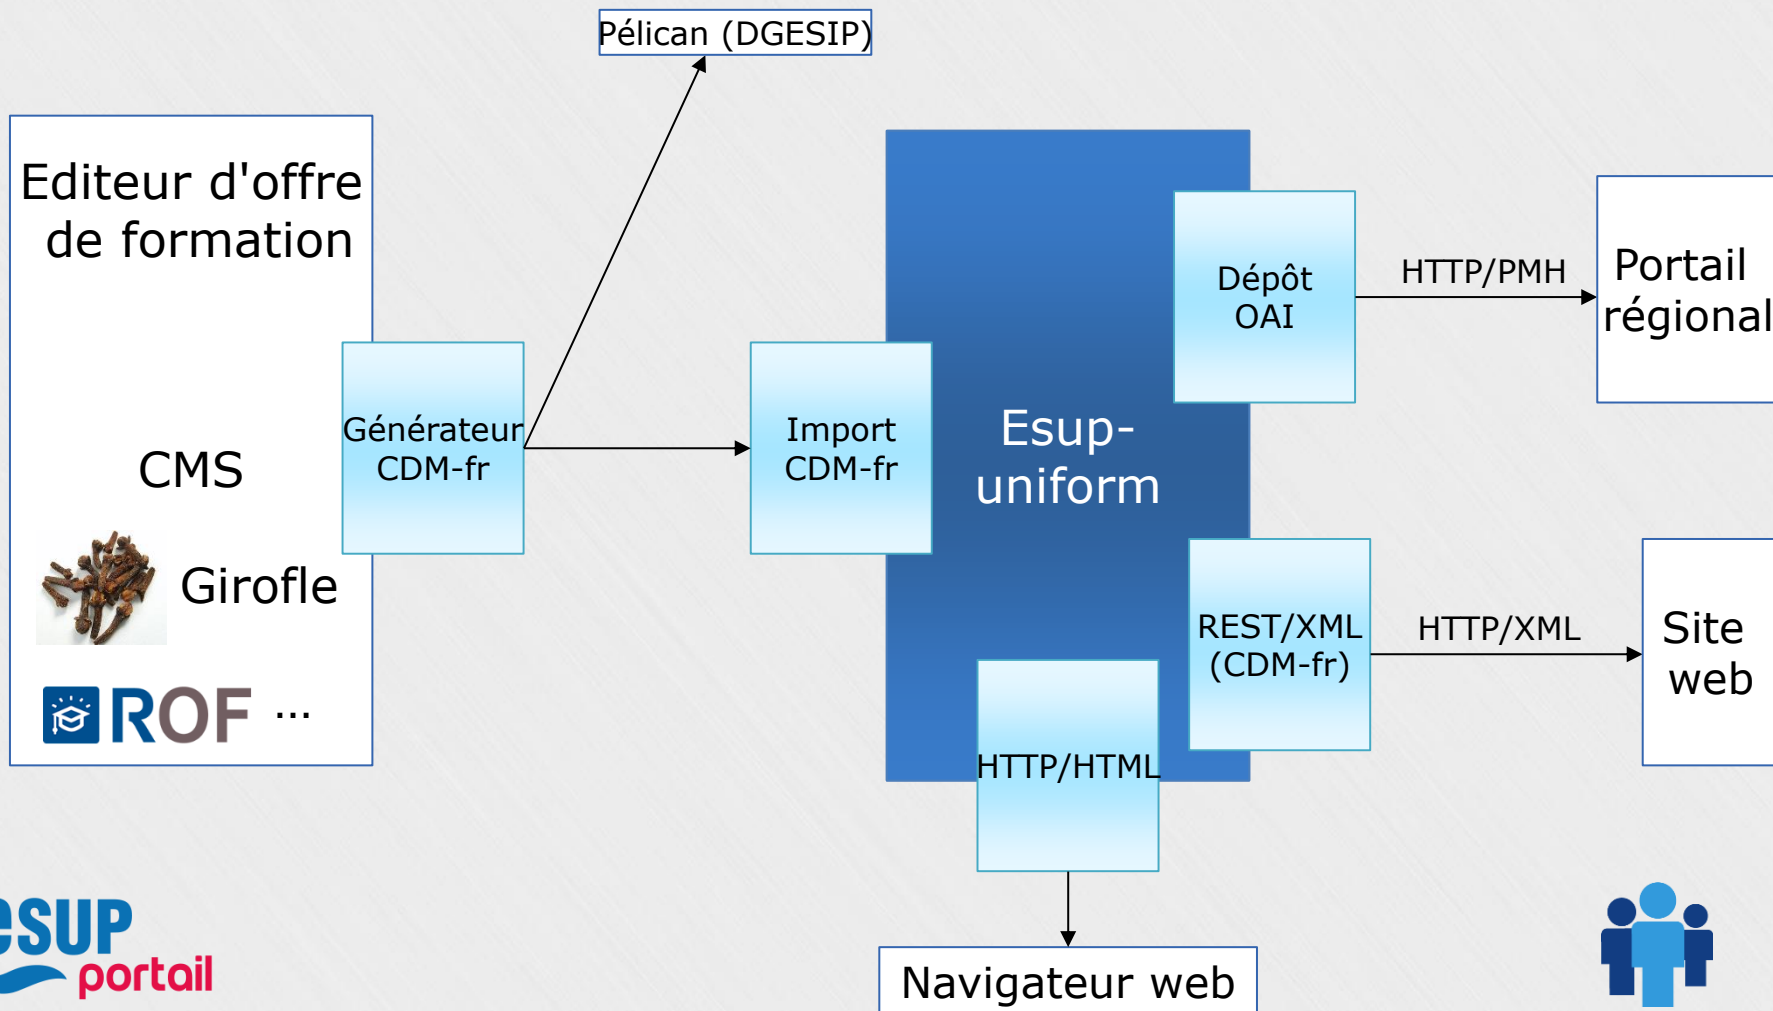 Pélican (DGESIP)
Editeur d'offre
de formation
CMS
Girofle
ROF ...
Générateur
CDM-fr
Import
CDM-fr
Esup-
uniform
Dépôt
OAI
HTTP/PMH
Portail
régional
REST/XML
(CDM-fr)
HTTP/XML
Site
web
HTTP/HTML
Navigateur web
esup
portail